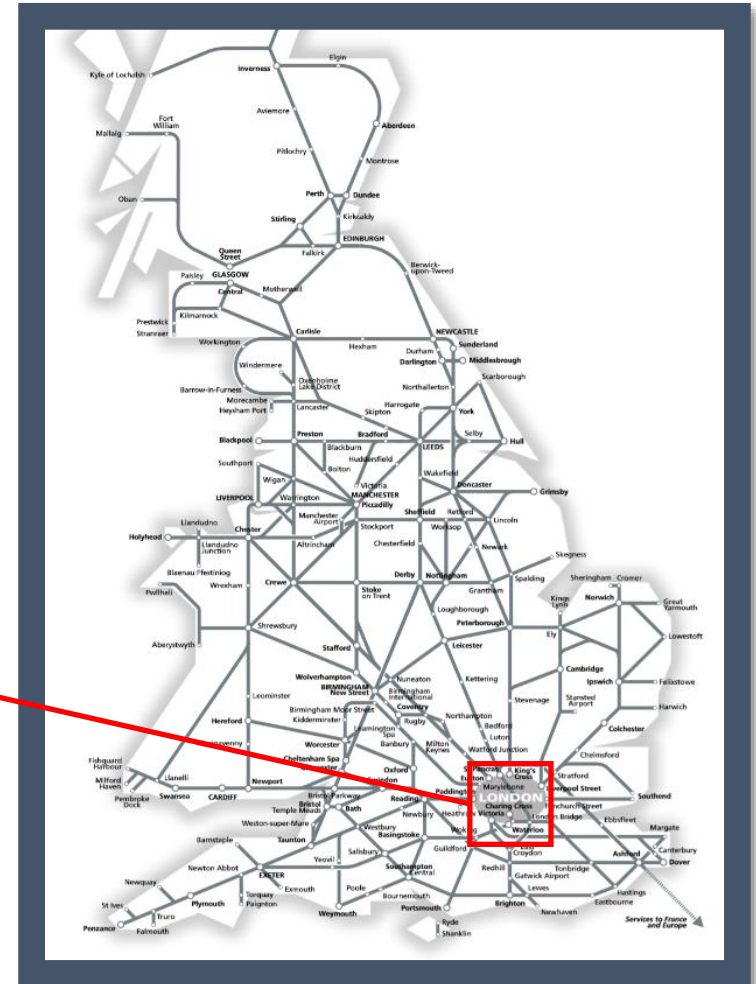 Elgin
Inverness
Kyle of Lochalsh
Aviemore
Fort
William
Mallaig
Aberdeen
Pitlochry
Montrose
Perth
Dundee
Oban
Stirling
Kirkcaldy
EDINBURGH
Queen
Street
Falkirk
Berwick-
upon-Tweed
Paisley
GLASGOW
Central
Motherwell
Prestwick
Kilmarnock
Stranraer
Carlisle
NEWCASTLE
Workington
Hexham
Sunderland
Durham
Darlington
Middlesbrough
Windermere
Scarborough
Oxenholme
Lake District
Barrow-in-Furness
Northallerton
Morecambe
Heysham Port
Lancaster
Harrogate
York
Skipton
Preston
Bradford
Selby
Blackpool
Blackburn
LEEDS
Hull
Huddersfield
Southport
Bolton
Wakefield
Wigan
Victoria
Doncaster
MANCHESTER
Grimsby
LIVERPOOL
Warrington
Piccadilly
Sheffield
Retford
Manchester
Airport
Lincoln
Llandudno
Chester
Stockport
Worksop
Holyhead
Llandudno
Junction
Altrincham
Chesterfield
Newark
Skegness
Blaenau Ffestiniog
Crewe
Derby
Nottingham
Spalding
Sheringham
Cromer
Pwllheli
Wrexham
Stoke
on Trent
Grantham
Kings
Lynn
Norwich
Great
Yarmouth
Loughborough
Shrewsbury
Peterborough
Ely
Lowestoft
Aberystwyth
Stafford
Leicester
Wolverhampton
Cambridge
BIRMINGHAM
New Street
Nuneaton
Kettering
Ipswich
Felixstowe
Birmingham
International
Stansted
Airport
Leominster
Coventry
Stevenage
Birmingham Moor Street
Harwich
Hereford
Kidderminster
Rugby
Northampton
Leamington
Spa
Bedford
Colchester
Worcester
Banbury
Milton
Keynes
Luton
Cheltenham Spa
Watford Junction
Chelmsford
Fishguard
Harbour
Oxford
St Pancras
King's
Cross
Euston
Stratford
Milford
Haven
Llanelli
Newport
Swindon
Marylebone
Liverpool Street
Pembroke
Dock
Swansea
CARDIFF
Bristol Parkway
Reading
Paddington
LONDON
Southend
Bristol
Temple Meads
Bath
Heathrow
Charing Cross
Fenchurch Street
Newbury
Victoria
London Bridge
Ebbsfleet
Weston-super-Mare
Westbury
Basingstoke
Woking
Waterloo
Margate
Barnstaple
Taunton
Salisbury
Guildford
East
Croydon
Canterbury
Newton Abbot
Yeovil
Redhill
Tonbridge
Ashford
Dover
EXETER
Southampton
Central
Gatwick Airport
Newquay
Exmouth
Poole
Lewes
Hastings
St Ives
Torquay
Paignton
Bournemouth
Eastbourne
Plymouth
Portsmouth
Brighton
Newhaven
Truro
Weymouth
Penzance
Falmouth
Ryde
Shanklin
Services to France
and Europe